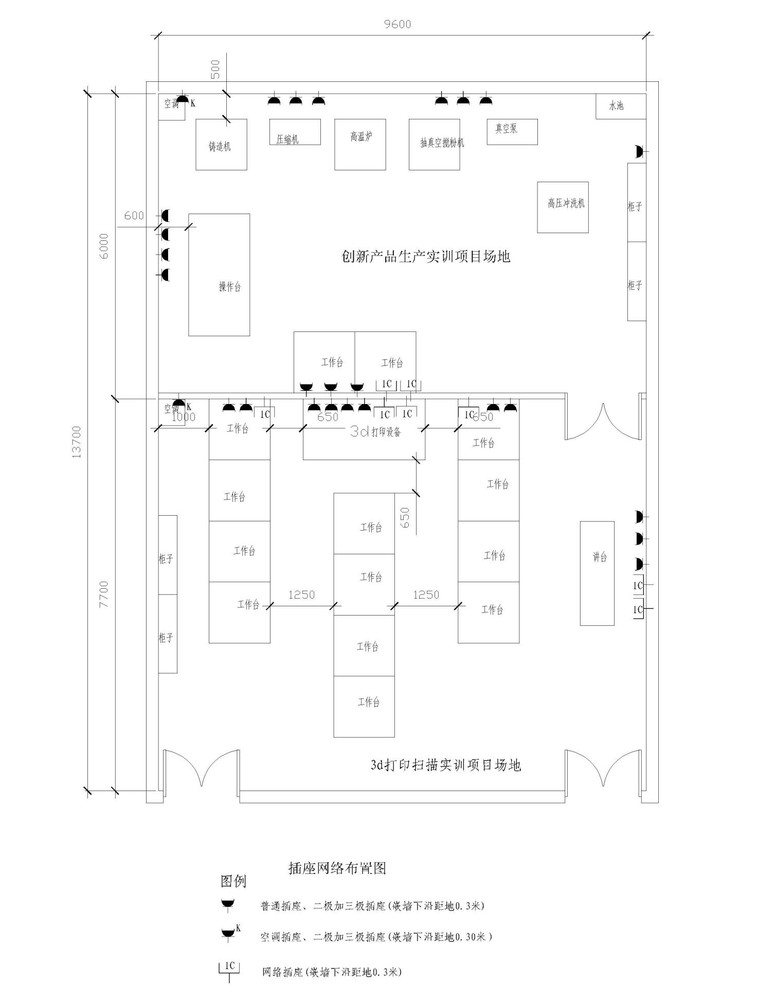 9600
500
空调
K
水池
铸造机
压缩机
高温炉
抽真空搅粉机
真空泵
高压冲洗机
柜子
600
6000
创新产品生产实训项目场地
操作台
柜子
工作台
工作台
IC
IC
空调
K
1000
IC
650
IC
IC
IC
650
工作台
3d打印设备
工作台
13700
工作台
工作台
650
工作台
柜子
工作台
工作台
讲台
工作台
IC
7700
1250
1250
工作台
工作台
IC
柜子
工作台
工作台
3d打印扫描实训项目场地
插座网络布置图
图例
普通插座、二极加三极插座(嵌墙下沿距地0.3米)
K
空调插座、二极加三极插座(嵌墙下沿距地0.30米)
IC
网络插座(嵌墙下沿距地0.3米)